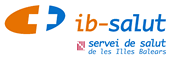 ib-salut
servei de salut
de les Illes Balears